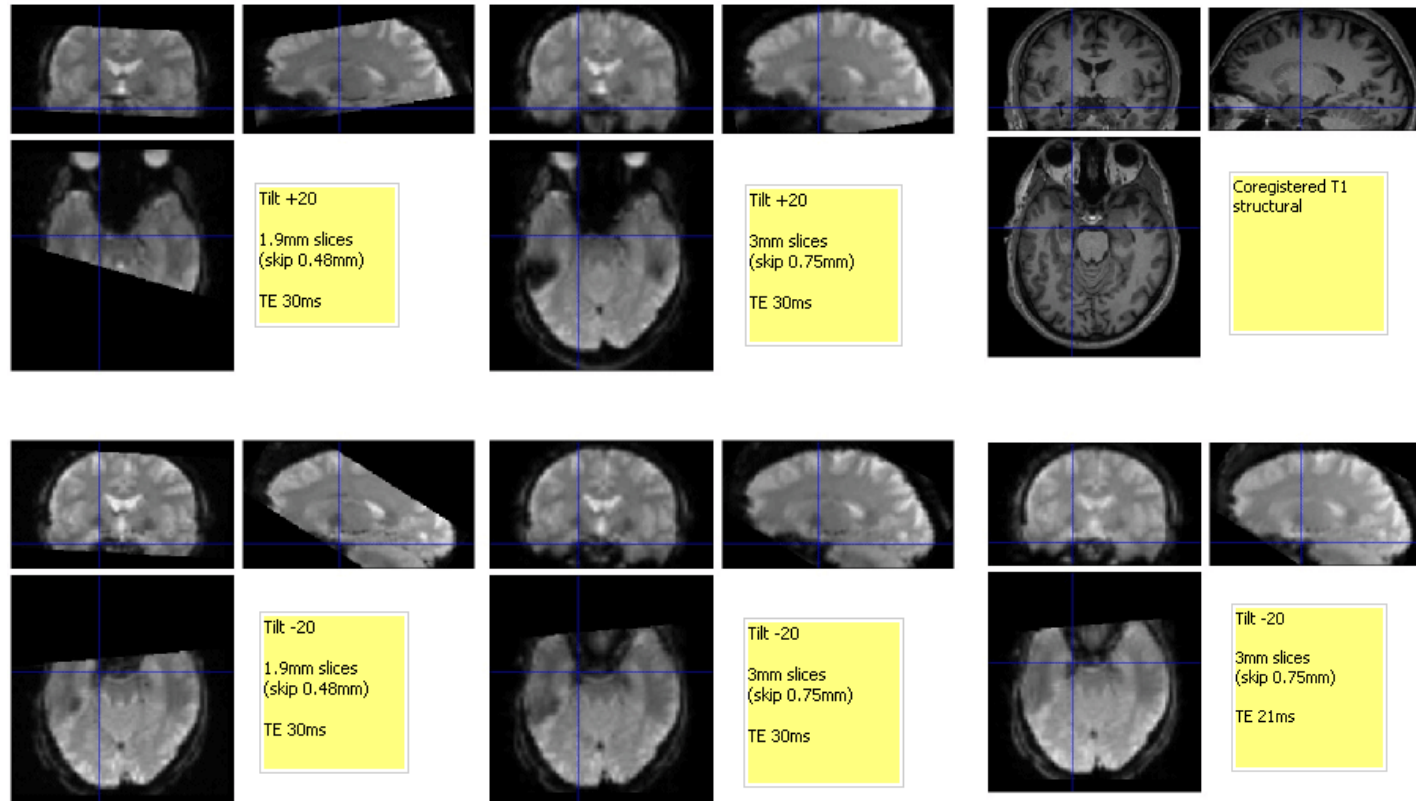 Tilt +20
1.9mm slices
(skip 0.48mm)
TE 30ms
Tilt +20
3mm slices
(skip 0.75mm)
TE 30ms
Coregistered T1
structural
Tilt -20
1.9mm slices
(skip 0.48mm)
TE 30ms
Tilt -20
3mm slices
(skip 0.75mm)
TE 30ms
Tilt -20
3mm slices
(skip 0.75mm)
TE 21ms